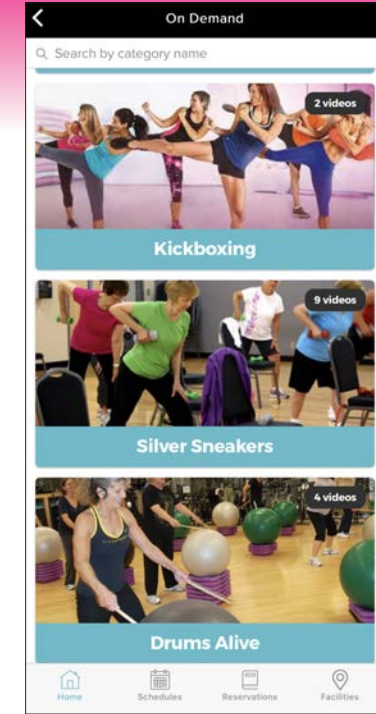 On Demand
Search by category name
2 videos
Kickboxing
9 videos
Silver Sneakers
4 videos
Drums Alive
Home
Schedules
Reservations
Facilities